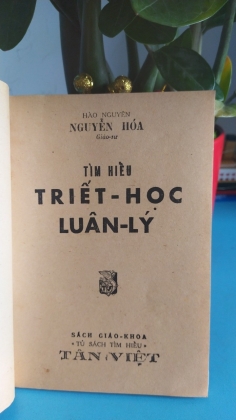 HÀO NGUYÊN
NGUYỄN HÓA
Giáo-sư
TÌM HIỂU
TRIẾT-HỌC
LUÂN-LÝ
SÁCH GIÁO-KHOA
« TỦ SÁCH TÌM HIỂU »
TÂN VIỆT